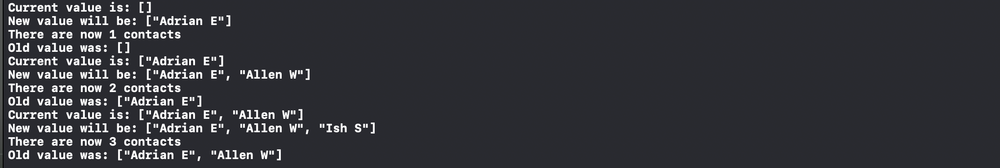 Current value is: []
New value will be: ["Adrian E"]
There are now 1 contacts
Old value was: []
Current value is: ["Adrian E"]
New value will be: ["Adrian E", "Allen W"]
There are now 2 contacts
Old value was: ["Adrian E"]
Current value is: ["Adrian E", "Allen W"]
New value will be: ["Adrian E", "Allen W", "Ish S"]
There are now 3 contacts
Old value was: ["Adrian E", "Allen W"]